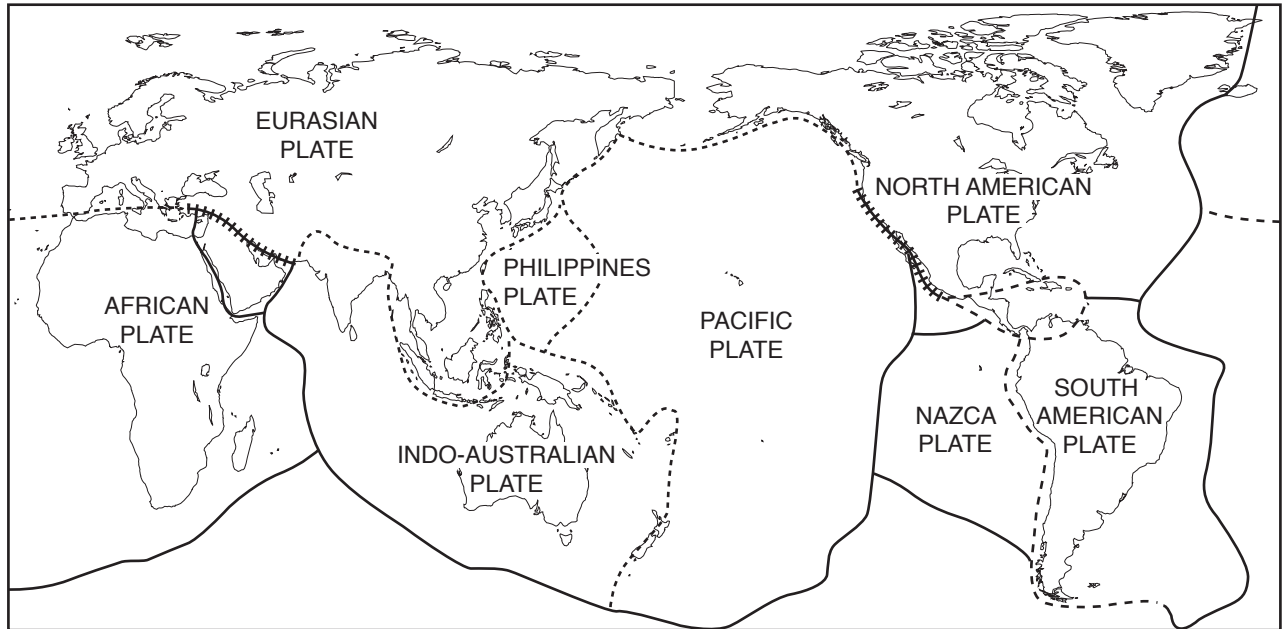 EURASIAN
PLATE
NORTH AMERICAN
PLATE
PHILIPPINES
PLATE
AFRICAN
PLATE
PACIFIC
PLATE
SOUTH
AMERICAN
PLATE
NAZCA
PLATE
INDO-AUSTRALIAN
PLATE